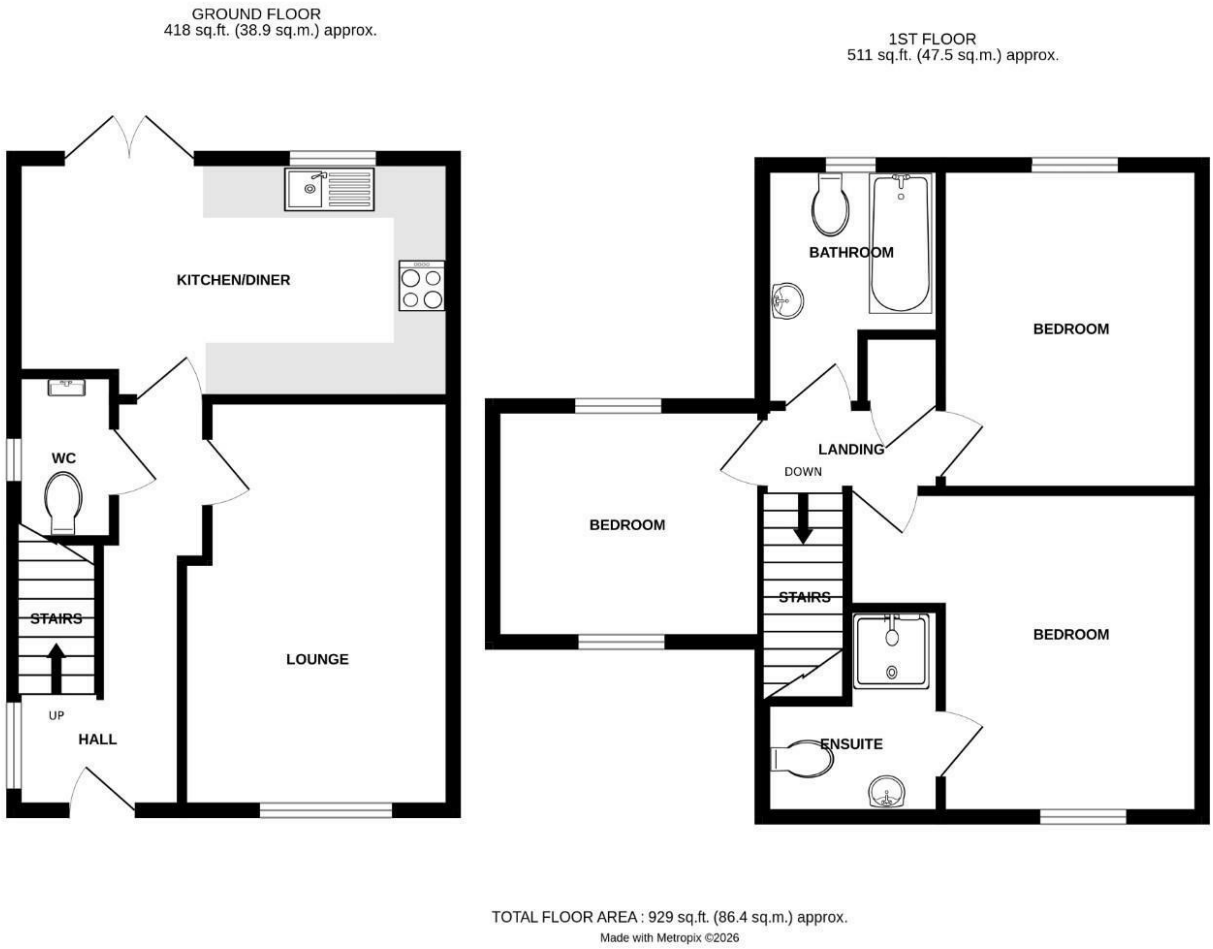 GROUND FLOOR
418 sq.ft. (38.9 sq.m.) approx.
1ST FLOOR
511 sq.ft. (47.5 sq.m.) approx.
KITCHEN/DINER
WC
STAIRS
UP
HALL
LOUNGE
BATHROOM
BEDROOM
LANDING
DOWN
BEDROOM
STAIRS
BEDROOM
ENSUITE
TOTAL FLOOR AREA : 929 sq.ft. (86.4 sq.m.) approx.
Made with Metropix ©2026